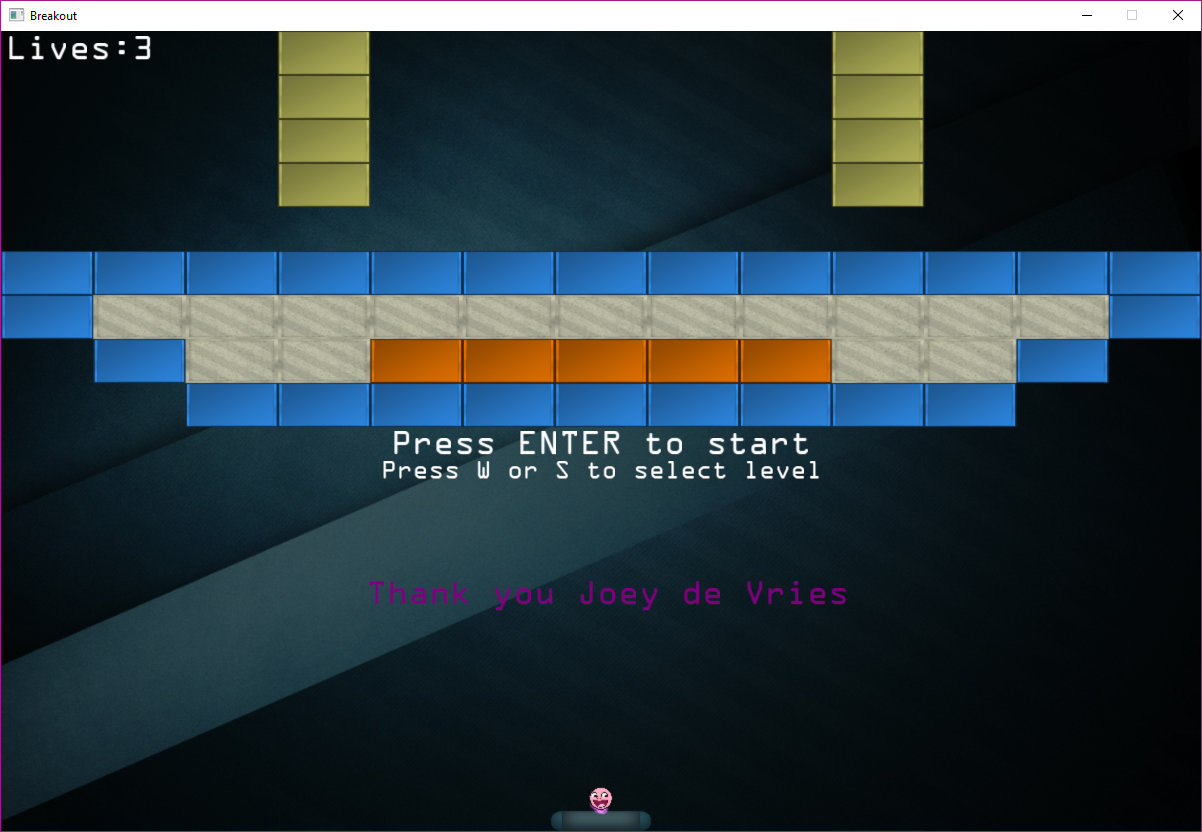 Breakout
Lives:3
Press ENTER to start
Press W or S to select level
Thank you Joey de Vries